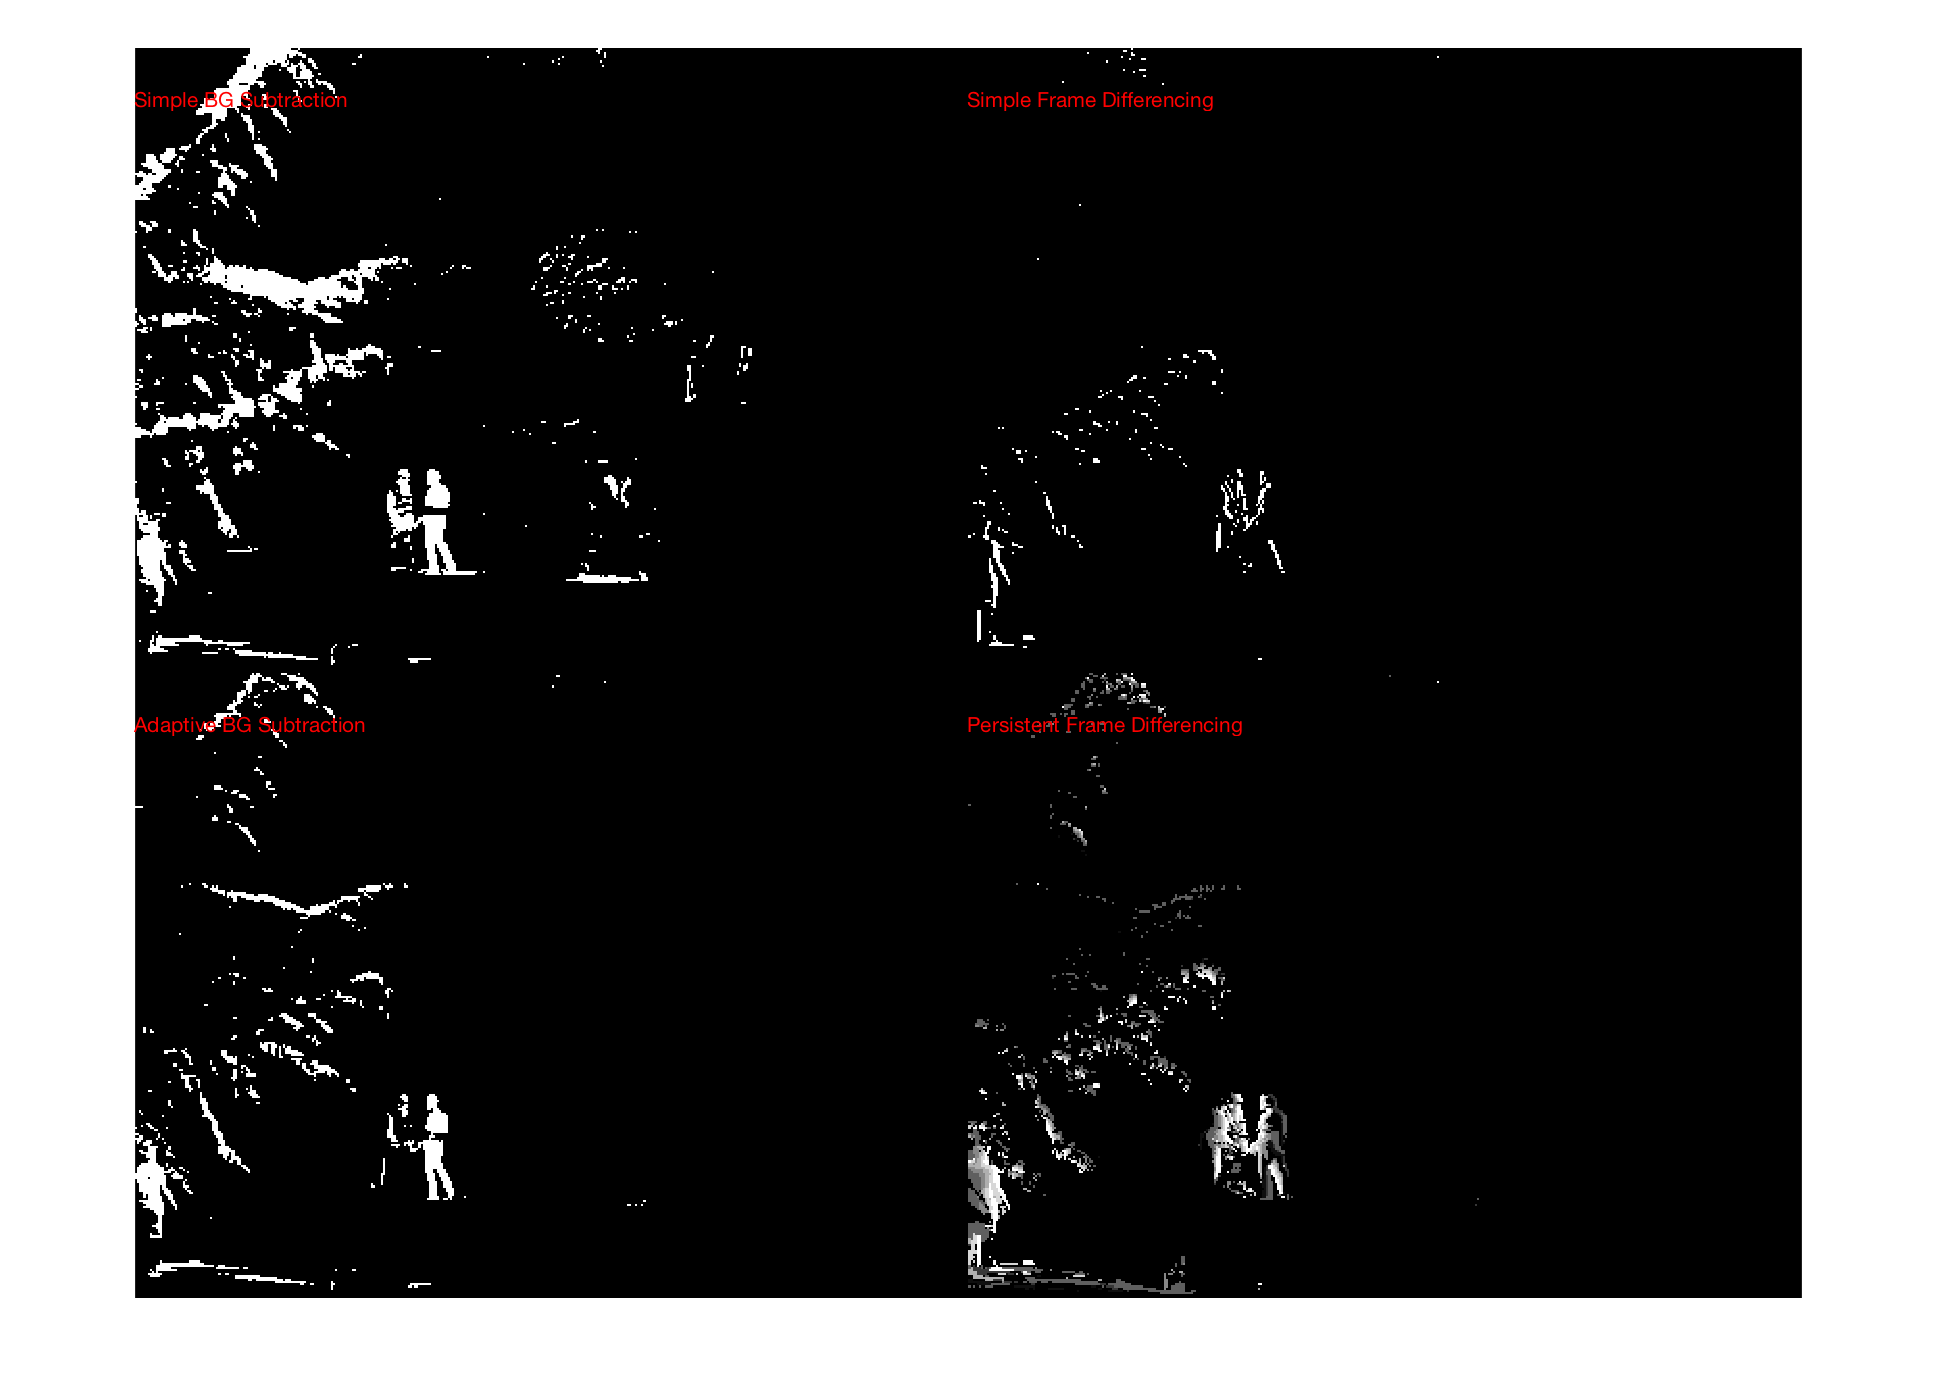 Simple BG Subtraction
Simple Frame Differencing
Adaptive BG Subtraction
Persistent Frame Differencing